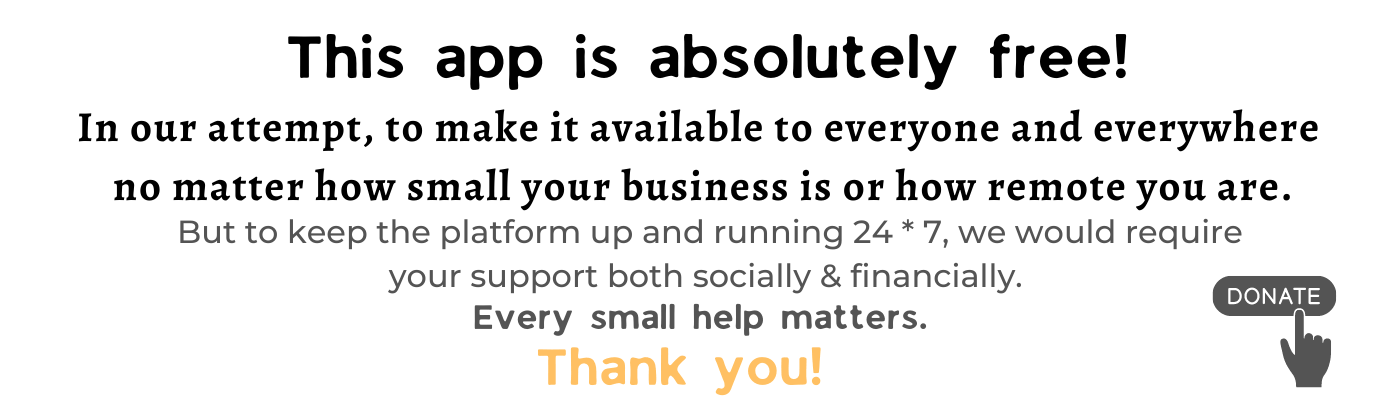 This app is absolutely free!
In our attempt, to make it available to everyone and everywhere
no matter how small your business is or how remote you are.
But to keep the platform up and running 24 * 7, we would require
your support both socially & financially.
DONATE
Every small help matters.
Thank you!